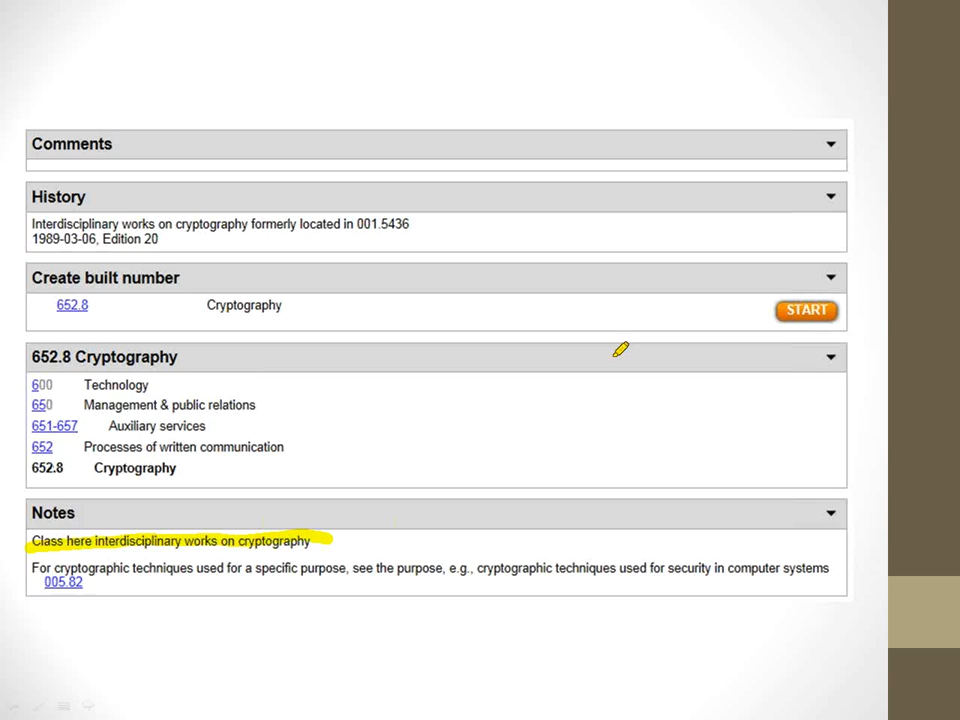 Comments
History
Interdisciplinary works on cryptography formerly located in 001.5436
1989-03-06, Edition 20
Create built number
652.8 Cryptography
START
652.8 Cryptography
600 Technology
650 Management & public relations
651-657 Auxiliary services
652 Processes of written communication
652.8 Cryptography
Notes
Class here interdisciplinary works on cryptography
For cryptographic techniques used for a specific purpose, see the purpose, e.g., cryptographic techniques used for security in computer systems
005.82